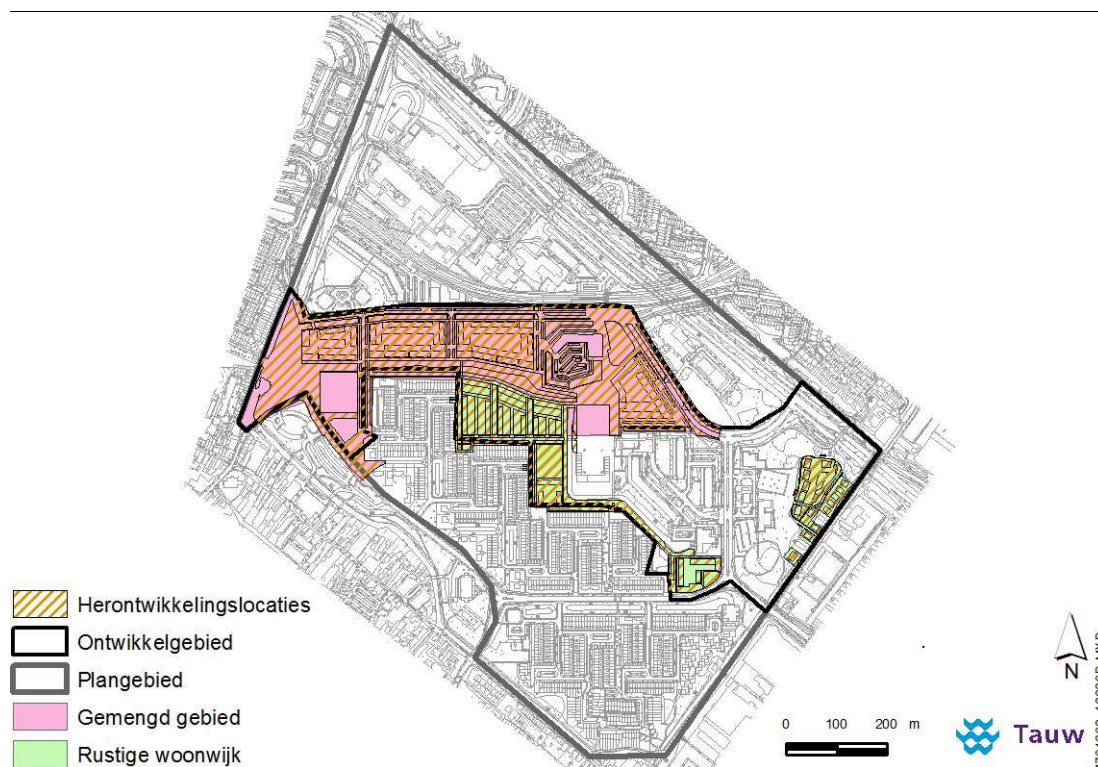 Herontwikkelingslocaties
Ontwikkelgebied
Plangebied
Gemengd gebied
Rustige woonwijk
0 100 200 m
N
Tauw